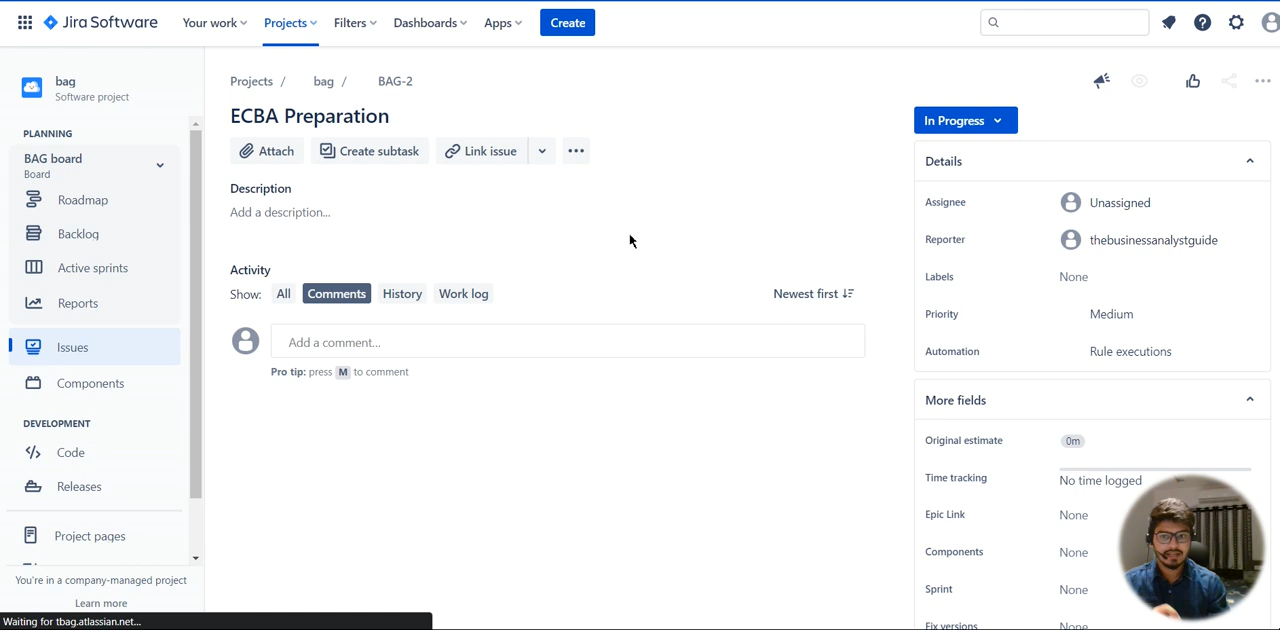 Jira Software Your work Projects Filters Dashboards Apps Create
bag
Software project
PLANNING
BAG board
Board
Roadmap
Backlog
Active sprints
Reports
Issues
Components
DEVELOPMENT
Code
Releases
Project pages
You're in a company-managed project
Learn more
Waiting for tbag.atlassian.net...
Projects / bag / BAG-2
ECBA Preparation
Attach Create subtask Link issue
Description
Add a description...
Activity
Show: All Comments History Work log Newest first
Add a comment...
Pro tip: press M to comment
In Progress
Details
Assignee Unassigned
Reporter thebusinessanalystguide
Labels None
Priority Medium
Automation Rule executions
More fields
Original estimate 0m
Time tracking No time logged
Epic Link None
Components None
Sprint None
Fix versions None